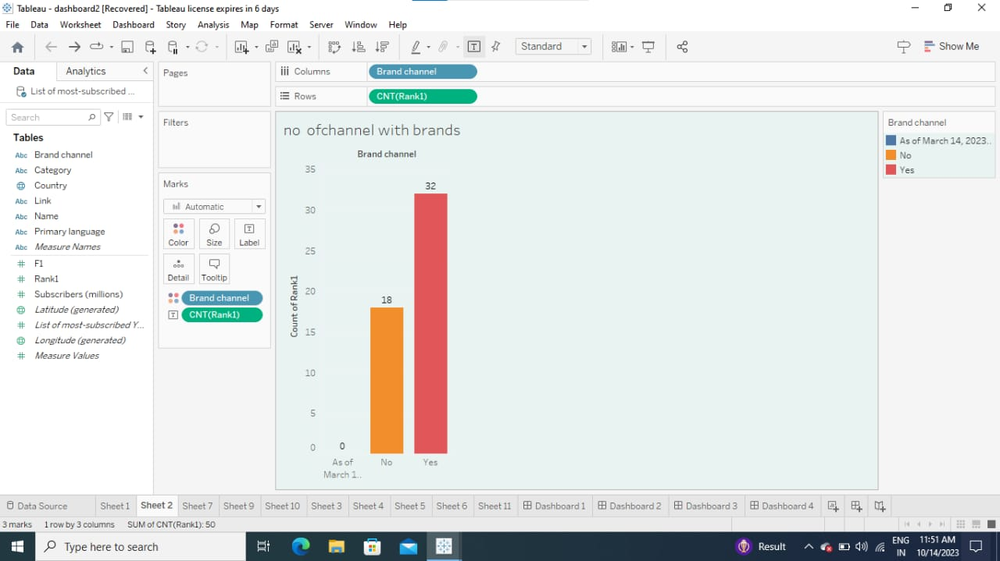 Tableau - dashboard2 [Recovered] - Tableau license expires in 6 days
File Data Worksheet Dashboard Story Analysis Map Format Server Window Help
Standard
Show Me
Data Analytics
List of most-subscribed ...
Search
Tables
Abc Brand channel
Abc Category
Country
Abc Link
Abc Name
Abc Primary language
Abc Measure Names
# F1
# Rank1
# Subscribers (millions)
Latitude (generated)
# List of most-subscribed Y...
Longitude (generated)
# Measure Values
Pages
Filters
Marks
Automatic
Color Size Label
Detail Tooltip
Brand channel
CNT(Rank1)
Columns Brand channel
Rows CNT(Rank1)
no ofchannel with brands
Brand channel
Count of Rank1
35
30
25
20
15
10
5
0
0
18
32
As of March 1..
No
Yes
Brand channel
As of March 14, 2023..
No
Yes
Data Source Sheet 1 Sheet 2 Sheet 7 Sheet 9 Sheet 10 Sheet 3 Sheet 4 Sheet 5 Sheet 6 Sheet 11 Dashboard 1 Dashboard 2 Dashboard 3 Dashboard 4
3 marks 1 row by 3 columns SUM of CNT(Rank1): 50
Type here to search
Result
ENG
IN
11:51 AM
10/14/2023